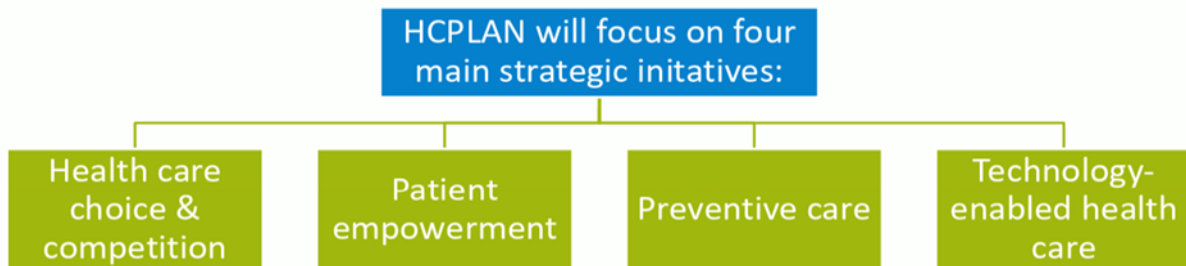 HCPLAN will focus on four
main strategic initatives:
Health care
choice &
competition
Patient
empowerment
Preventive care
Technology-
enabled health
care